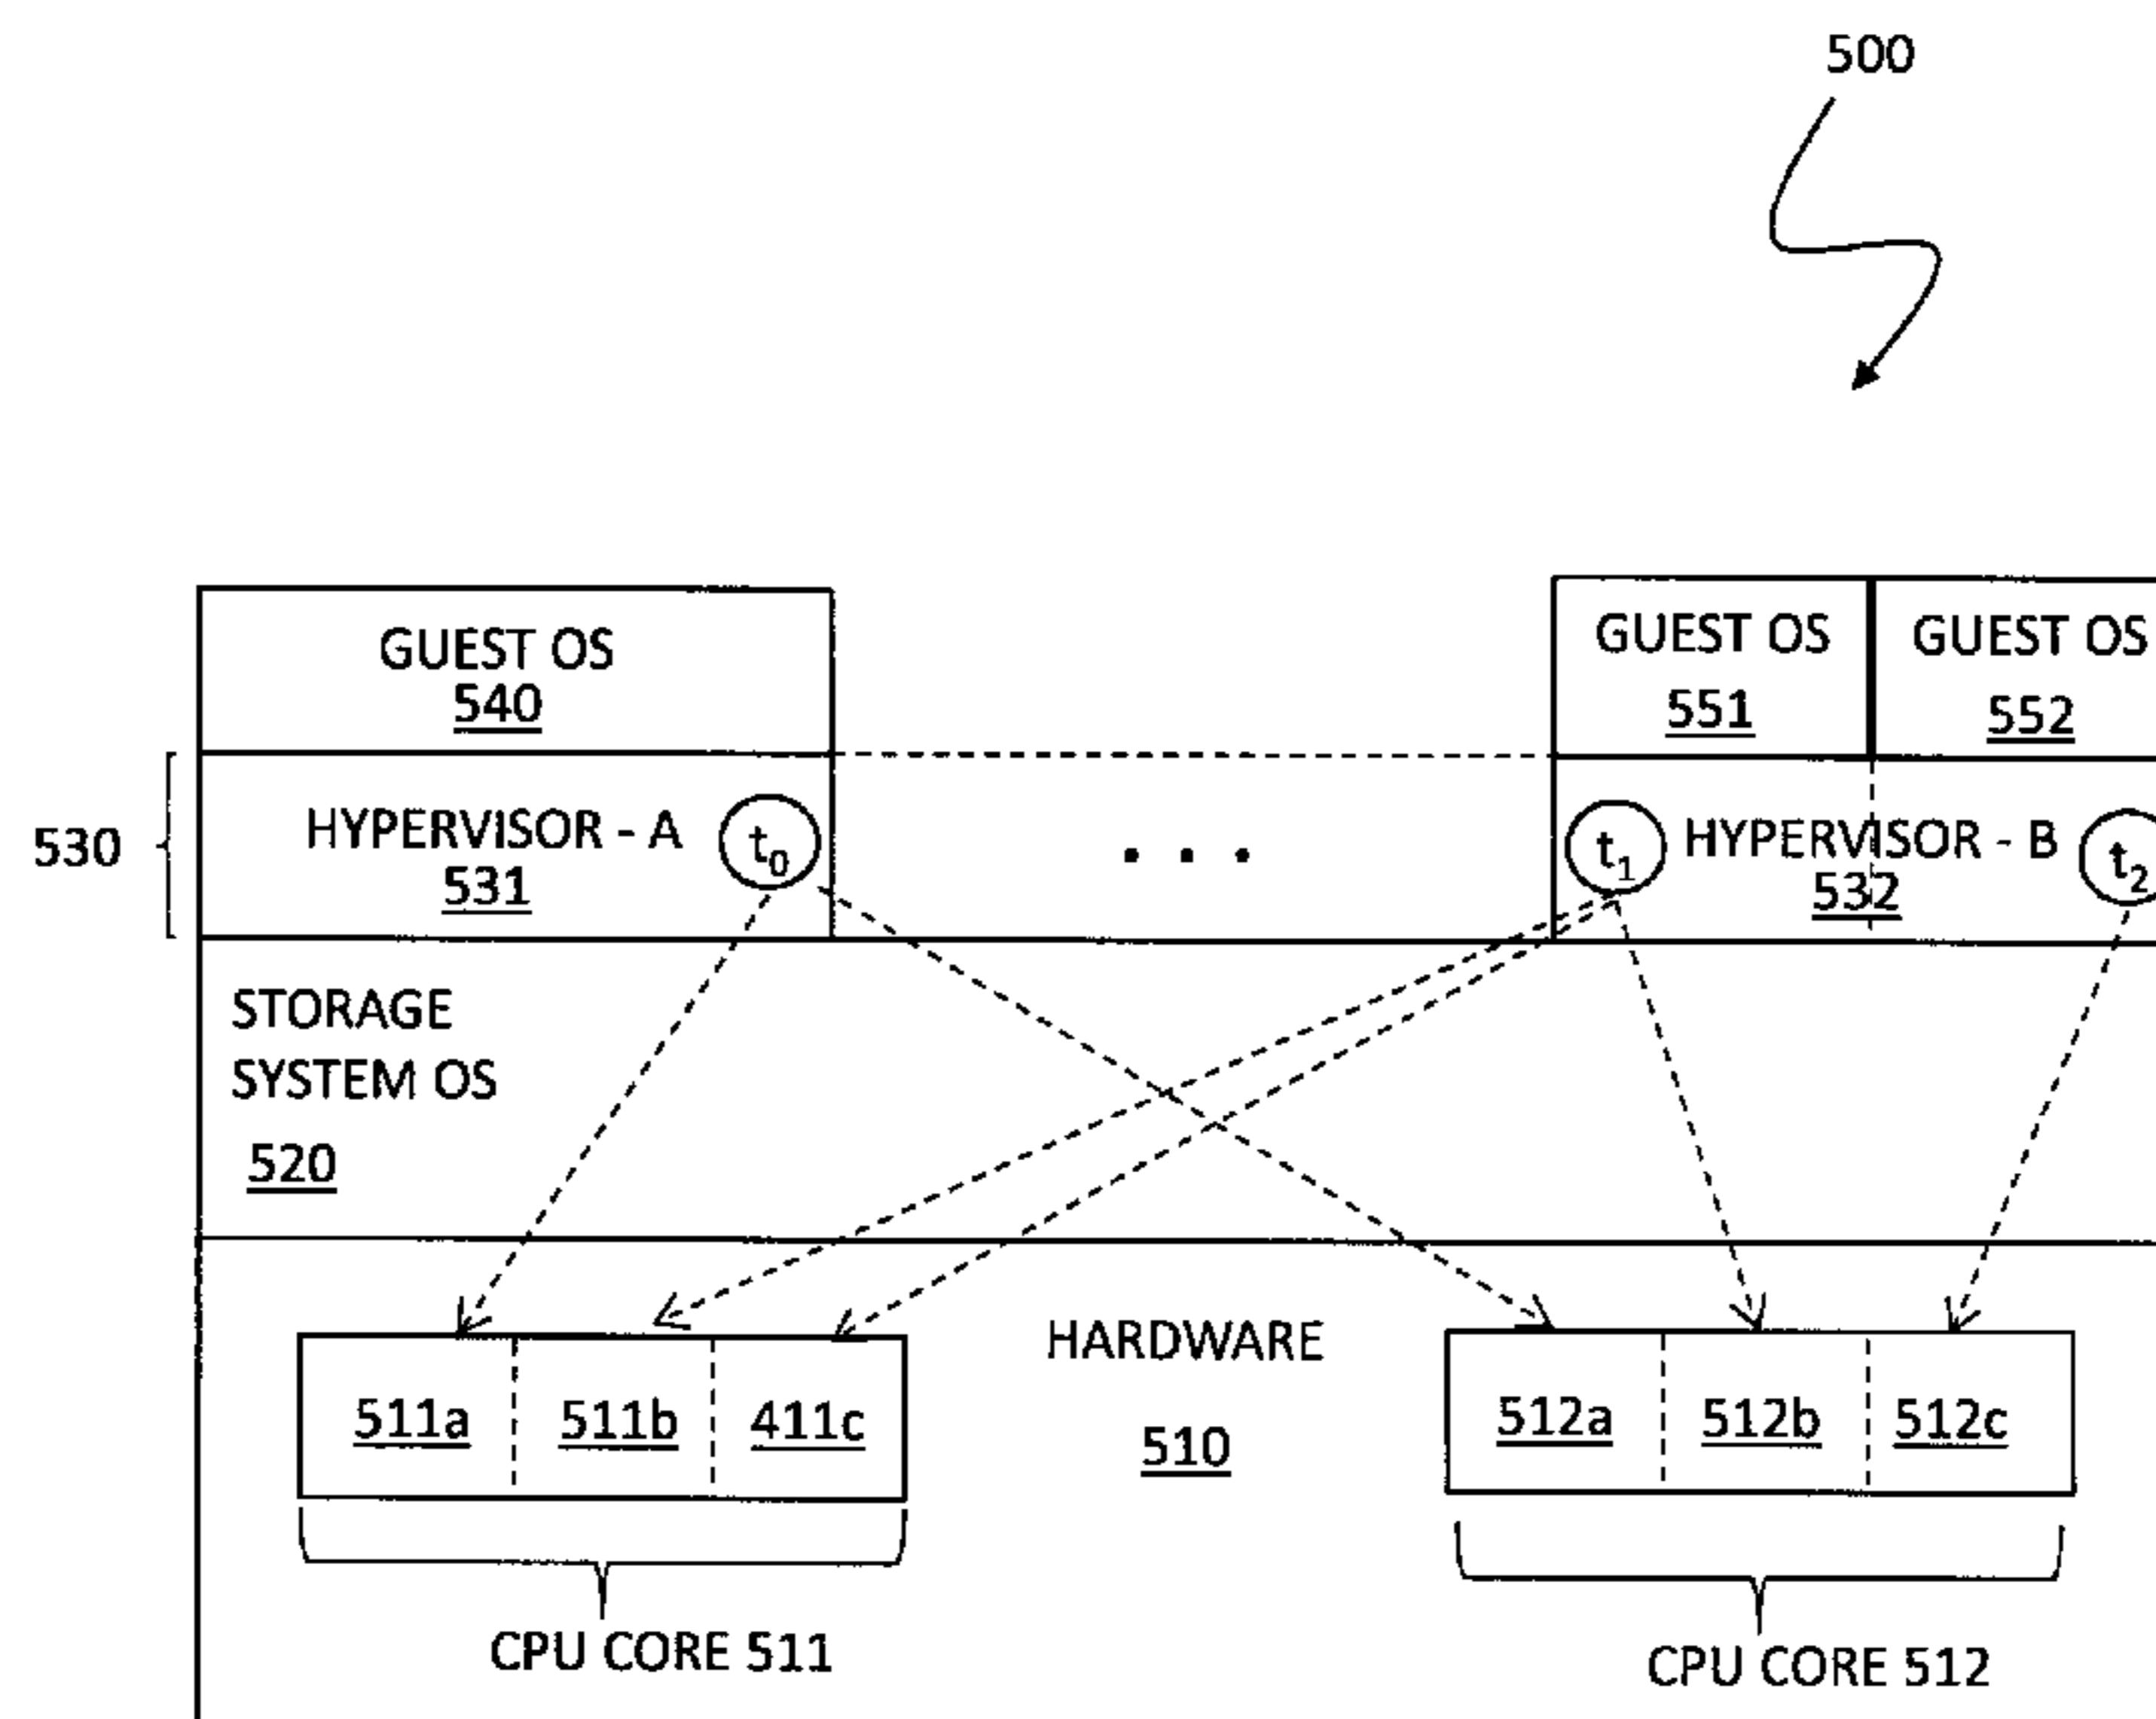 500
GUEST OS
540
GUEST OS
551
GUEST OS
552
530
HYPERVISOR - A
531
t0
. . .
t1
HYPERVISOR - B
532
t2
STORAGE
SYSTEM OS
520
HARDWARE
510
511a
511b
411c
512a
512b
512c
CPU CORE 511
CPU CORE 512